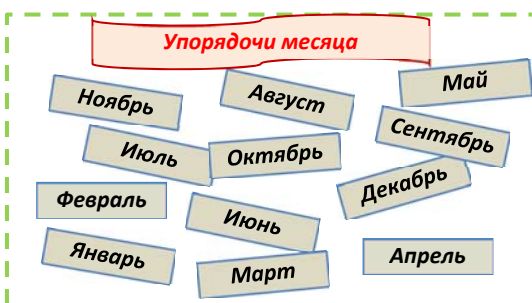 Упорядочи месяца
Ноябрь
Август
Май
Июль
Октябрь
Сентябрь
Февраль
Июнь
Декабрь
Январь
Март
Апрель